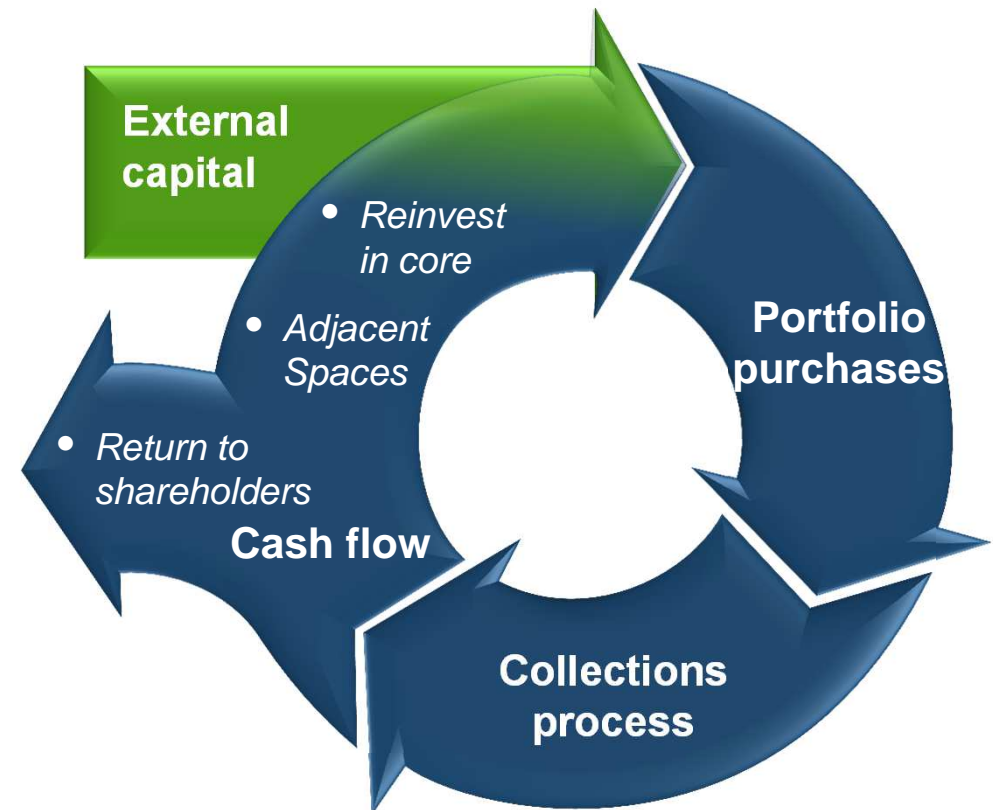 External
capital
• Reinvest
in core
• Adjacent
Spaces
Portfolio
purchases
• Return to
shareholders
Cash flow
Collections
process